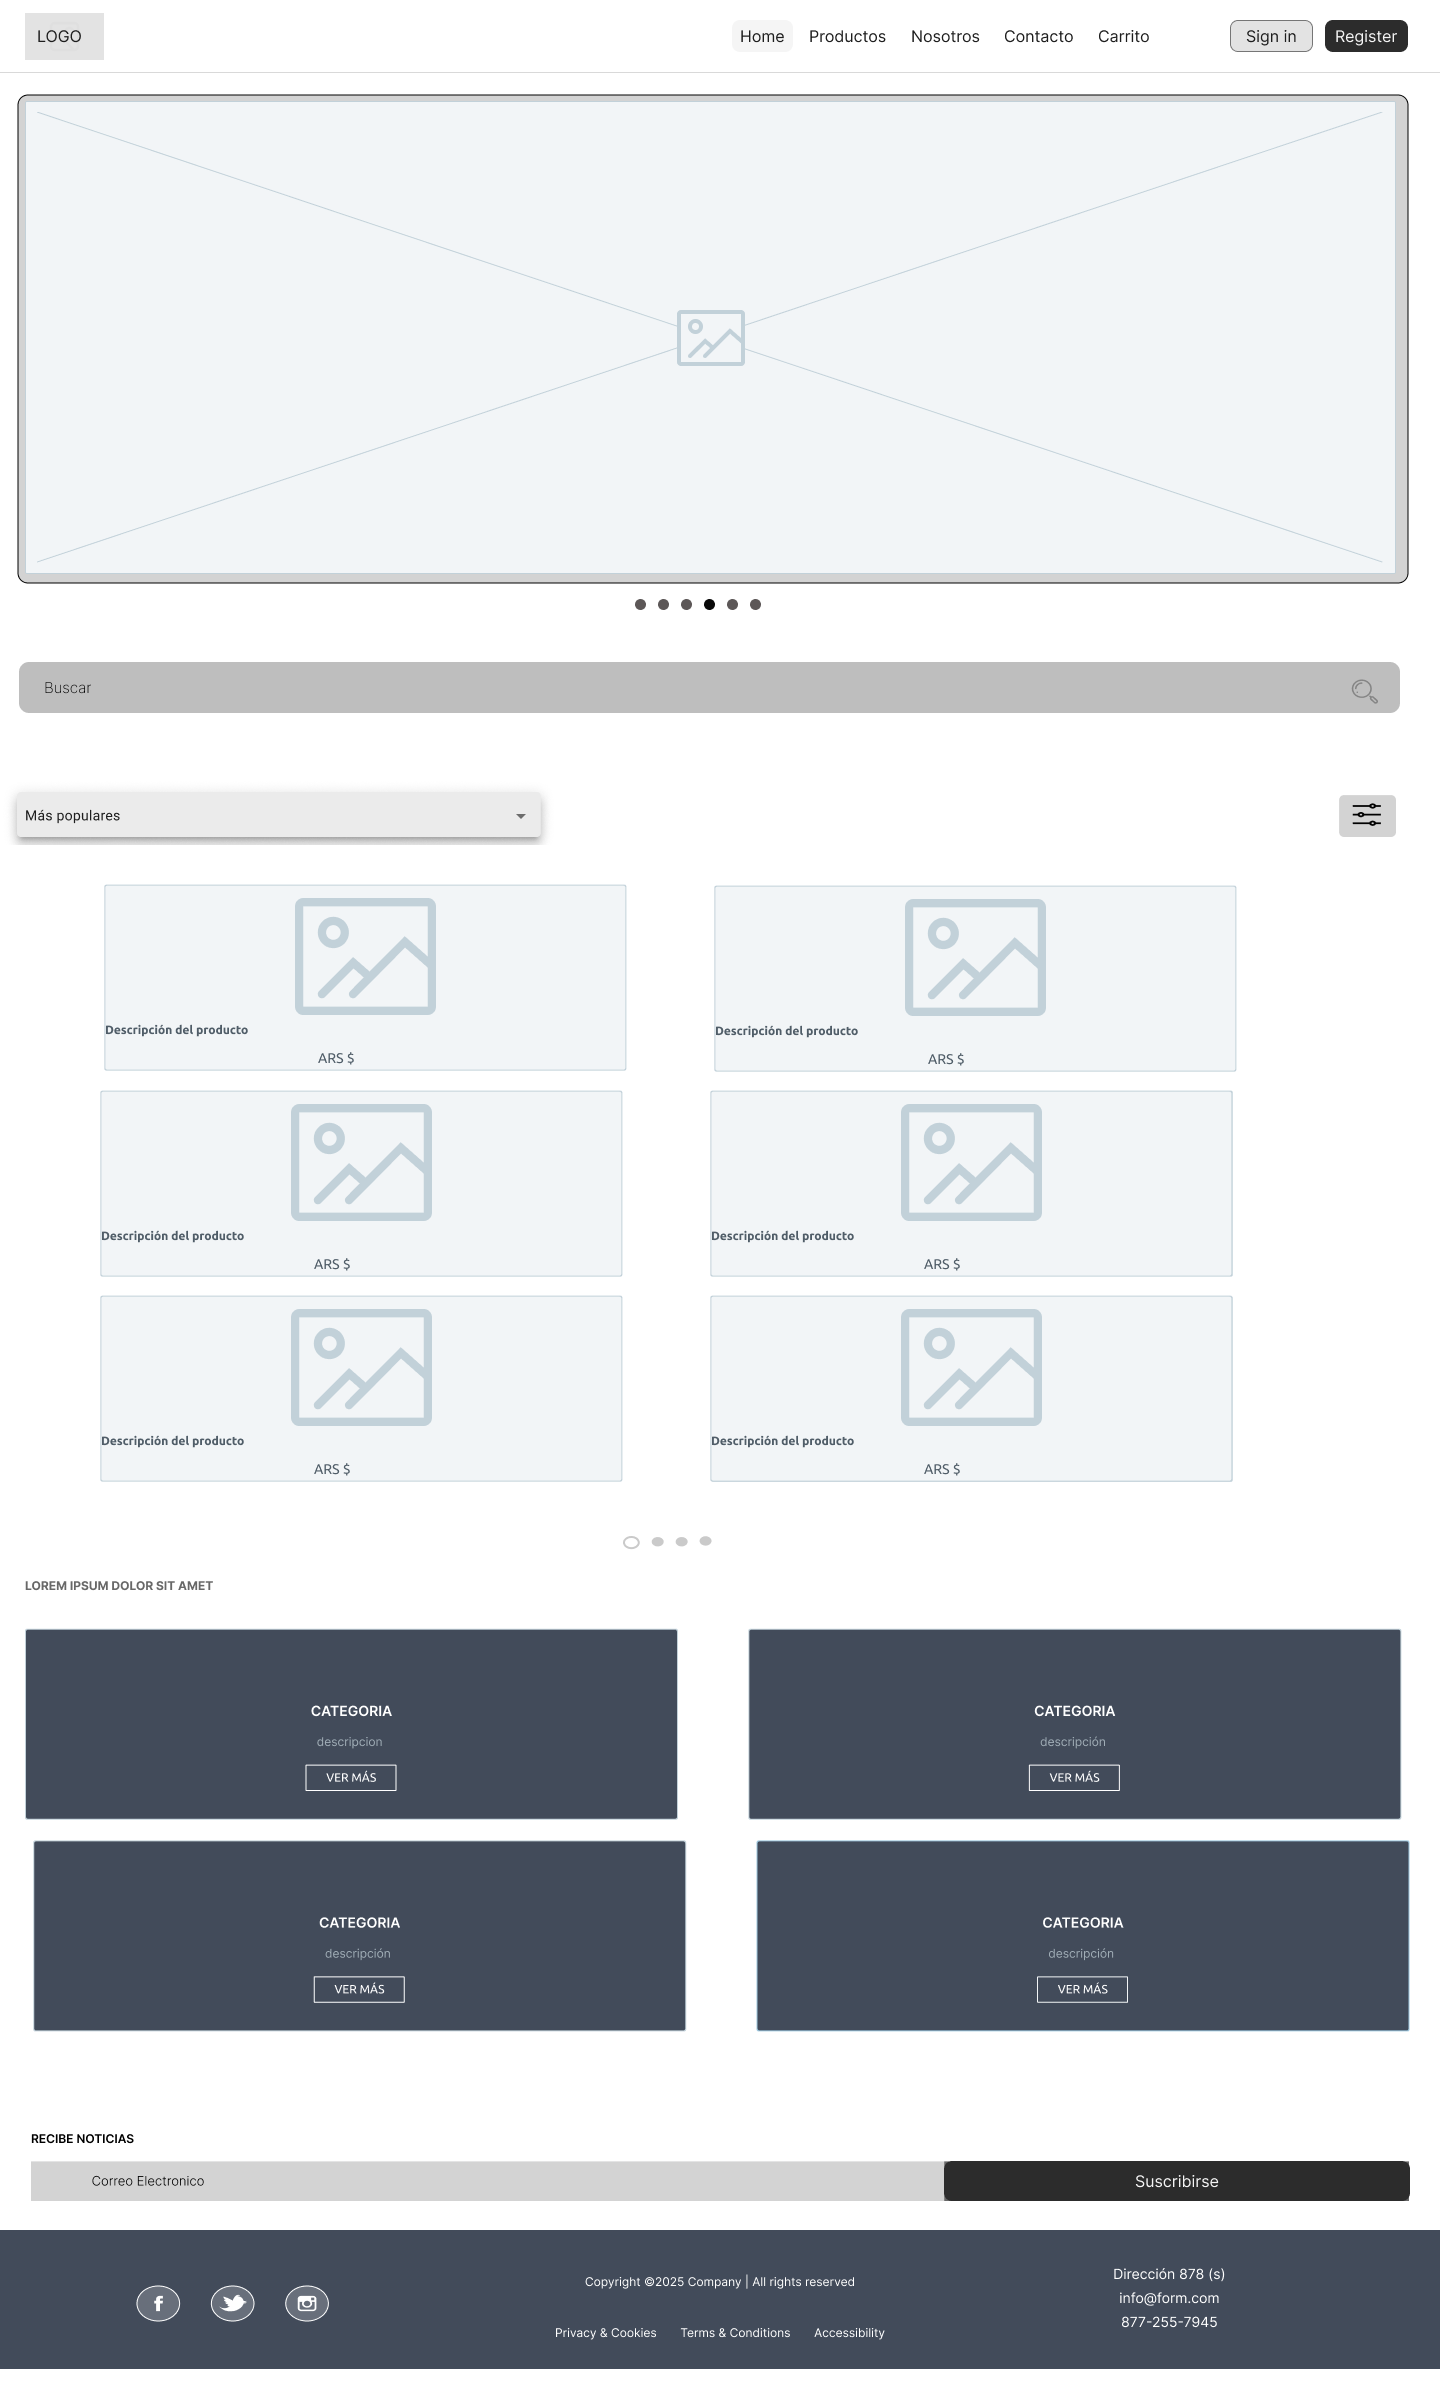 LOGO
Home Productos Nosotros Contacto Carrito Sign in Register
Buscar
Más populares
Descripción del producto
ARS $
Descripción del producto
ARS $
Descripción del producto
ARS $
Descripción del producto
ARS $
Descripción del producto
ARS $
Descripción del producto
ARS $
LOREM IPSUM DOLOR SIT AMET
CATEGORIA
descripcion
VER MÁS
CATEGORIA
descripción
VER MÁS
CATEGORIA
descripción
VER MÁS
CATEGORIA
descripción
VER MÁS
RECIBE NOTICIAS
Correo Electronico
Suscribirse
Copyright ©2025 Company | All rights reserved
Privacy & Cookies Terms & Conditions Accessibility
Dirección 878 (s)
info@form.com
877-255-7945